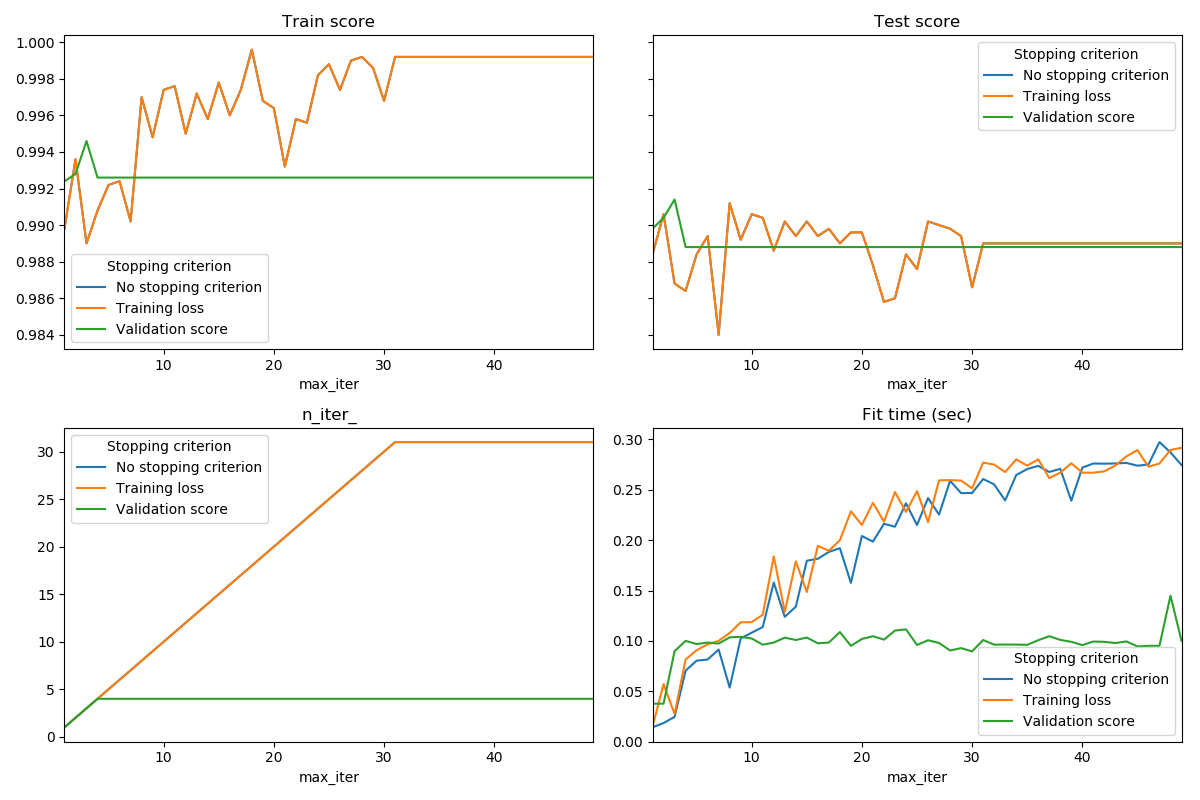 Train score
1.000
0.998
0.996
0.994
0.992
0.990
0.988
0.986
0.984
Stopping criterion
No stopping criterion
Training loss
Validation score
10 20 30 40
max_iter
Test score
Stopping criterion
No stopping criterion
Training loss
Validation score
10 20 30 40
max_iter
n_iter_
30
25
20
15
10
5
0
Stopping criterion
No stopping criterion
Training loss
Validation score
10 20 30 40
max_iter
Fit time (sec)
0.30
0.25
0.20
0.15
0.10
0.05
0.00
Stopping criterion
No stopping criterion
Training loss
Validation score
10 20 30 40
max_iter